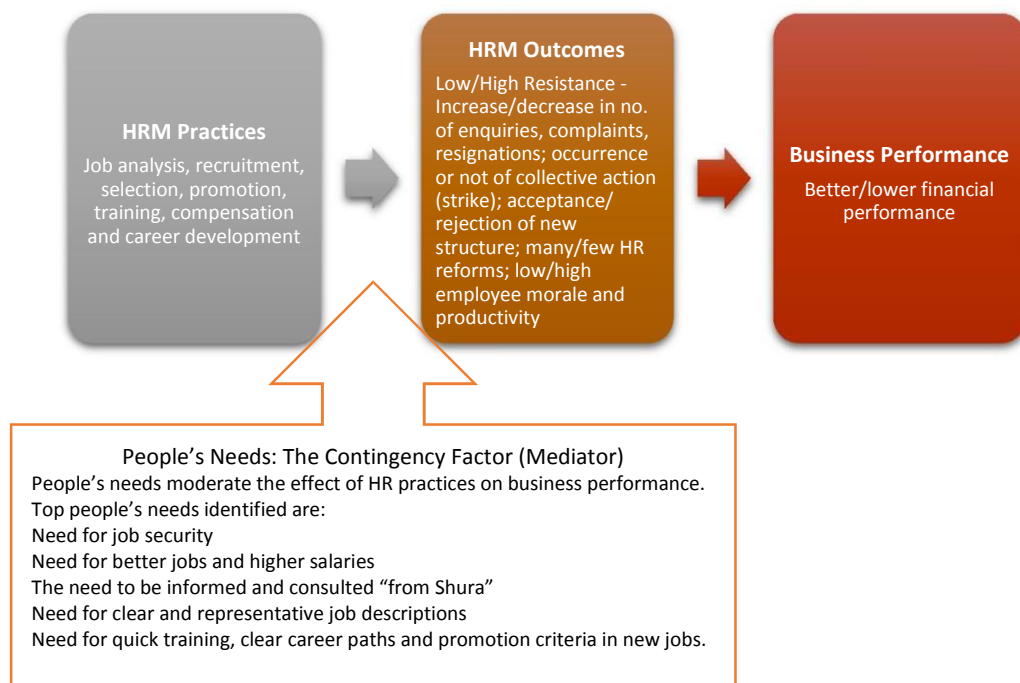 HRM Practices
Job analysis, recruitment,
selection, promotion,
training, compensation
and career development
HRM Outcomes
Low/High Resistance -
Increase/decrease in no.
of enquiries, complaints,
resignations; occurrence
or not of collective action
(strike); acceptance/
rejection of new
structure; many/few HR
reforms; low/high
employee morale and
productivity
Business Performance
Better/lower financial
performance
People’s Needs: The Contingency Factor (Mediator)
People’s needs moderate the effect of HR practices on business performance.
Top people’s needs identified are:
Need for job security
Need for better jobs and higher salaries
The need to be informed and consulted “from Shura”
Need for clear and representative job descriptions
Need for quick training, clear career paths and promotion criteria in new jobs.